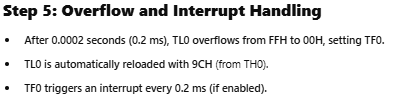 Step 5: Overflow and Interrupt Handling
• After 0.0002 seconds (0.2 ms), TL0 overflows from FFH to 00H, setting TF0.
• TL0 is automatically reloaded with 9CH (from TH0).
• TF0 triggers an interrupt every 0.2 ms (if enabled).